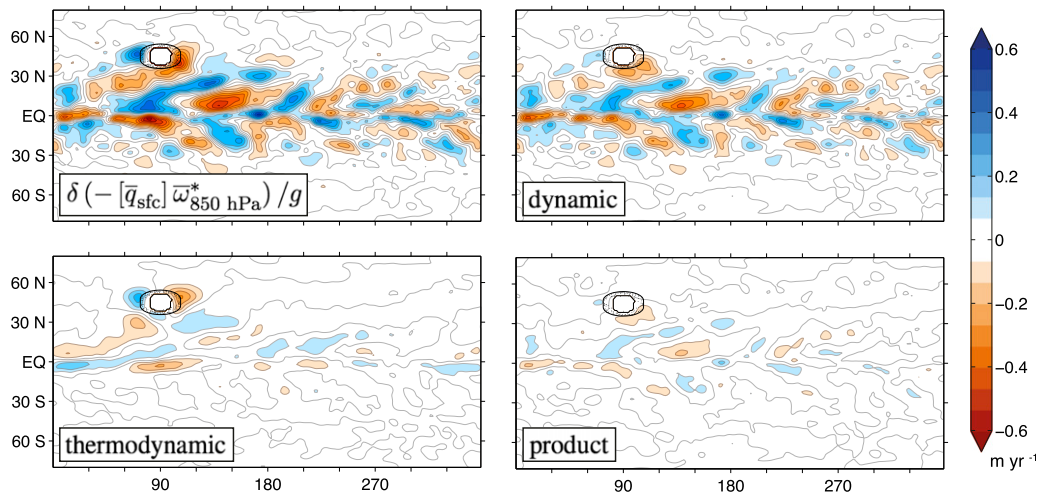 60 N
30 N
EQ
30 S
60 S
δ (− [q̄sfc] ω̄*850 hPa) /g
dynamic
0.6
0.4
0.2
0
−0.2
−0.4
−0.6
m yr -1
60 N
30 N
EQ
30 S
60 S
thermodynamic
product
90
180
270
90
180
270